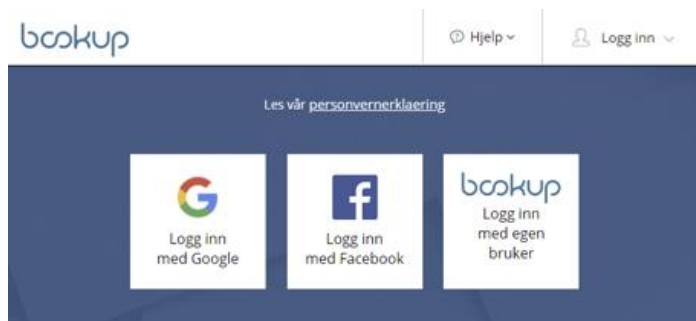 bookup
Hjelp
Logg inn
Les vår personvernerklaering
Logg inn
med Google
Logg inn
med Facebook
bookup
Logg inn
med egen
bruker